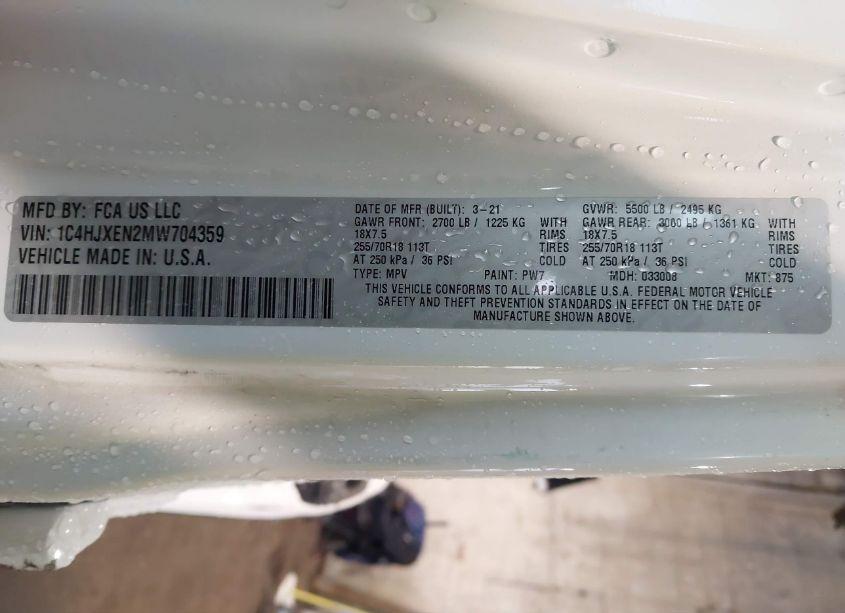 MFD BY: FCA US LLC
VIN: 1C4HJXEN2MW704359
VEHICLE MADE IN: U.S.A.
DATE OF MFR (BUILT): 3-21 GVWR: 5500 LB / 2495 KG
GAWR FRONT: 2700 LB / 1225 KG WITH GAWR REAR: 3000 LB / 1361 KG WITH
18X7.5 RIMS 18X7.5 RIMS
255/70R18 113T TIRES 255/70R18 113T TIRES
AT 250 kPa / 36 PSI COLD AT 250 kPa / 36 PSI COLD
TYPE: MPV PAINT: PW7 MDH: 033008 MKT: 875
THIS VEHICLE CONFORMS TO ALL APPLICABLE U.S.A. FEDERAL MOTOR VEHICLE
SAFETY AND THEFT PREVENTION STANDARDS IN EFFECT ON THE DATE OF
MANUFACTURE SHOWN ABOVE.